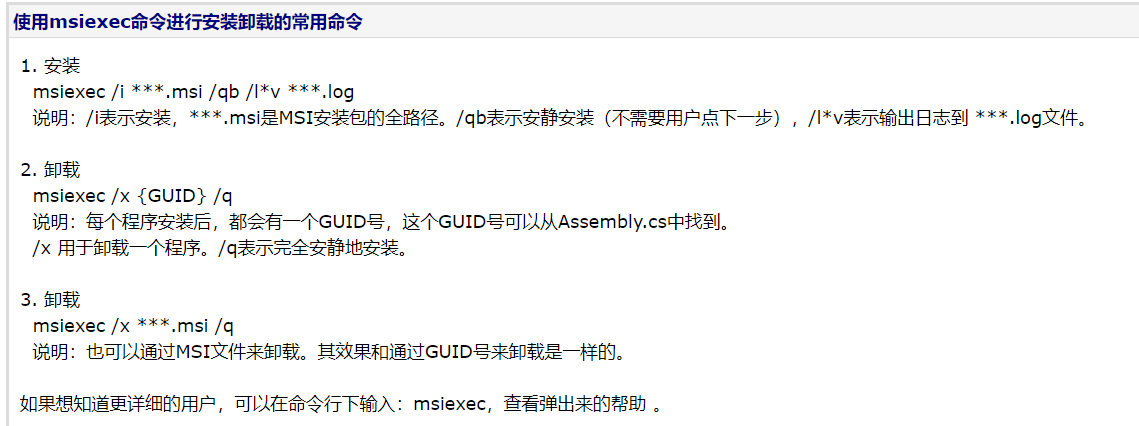 使用msiexec命令进行安装卸载的常用命令
1. 安装
msiexec /i ***.msi /qb /l*v ***.log
说明：/i表示安装，***.msi是MSI安装包的全路径。/qb表示安静安装（不需要用户点下一步），/l*v表示输出日志到 ***.log文件。
2. 卸载
msiexec /x {GUID} /q
说明：每个程序安装后，都会有一个GUID号，这个GUID号可以从Assembly.cs中找到。
/x 用于卸载一个程序。/q表示完全安静地安装。
3. 卸载
msiexec /x ***.msi /q
说明：也可以通过MSI文件来卸载。其效果和通过GUID号来卸载是一样的。
如果想知道更详细的用户，可以在命令行下输入：msiexec，查看弹出来的帮助 。